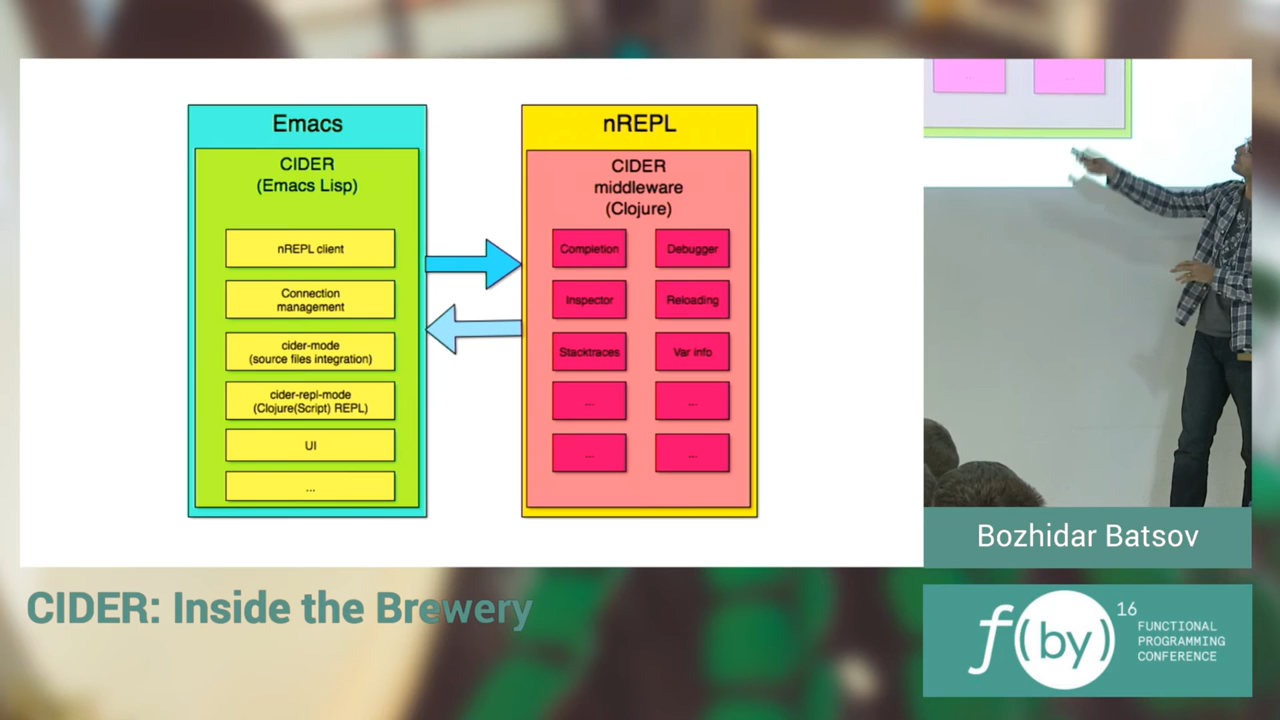 Emacs
CIDER
(Emacs Lisp)
nREPL client
Connection
management
cider-mode
(source files integration)
cider-repl-mode
(Clojure(Script) REPL)
UI
...
nREPL
CIDER
middleware
(Clojure)
Completion
Debugger
Inspector
Reloading
Stacktraces
Var info
...
...
...
...
...
...
Bozhidar Batsov
CIDER: Inside the Brewery
f(by) 16
FUNCTIONAL
PROGRAMMING
CONFERENCE